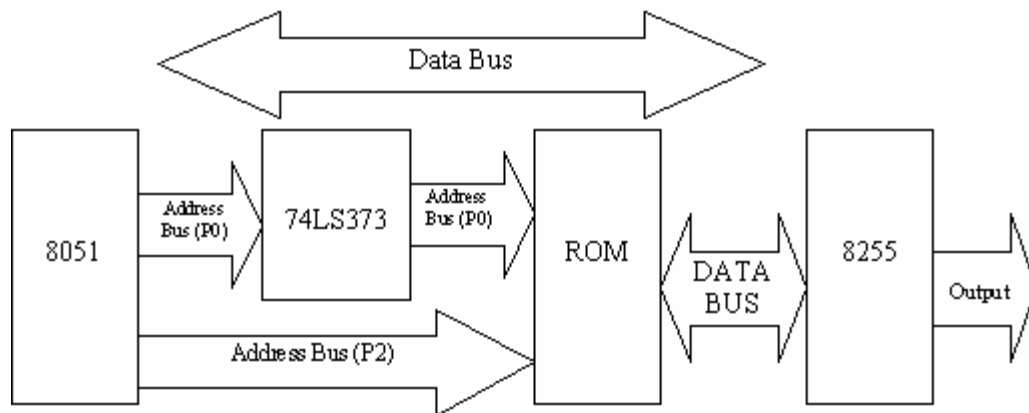 Data Bus
8051
Address
Bus (P0)
74LS373
Address
Bus (P0)
ROM
DATA
BUS
8255
Output
Address Bus (P2)